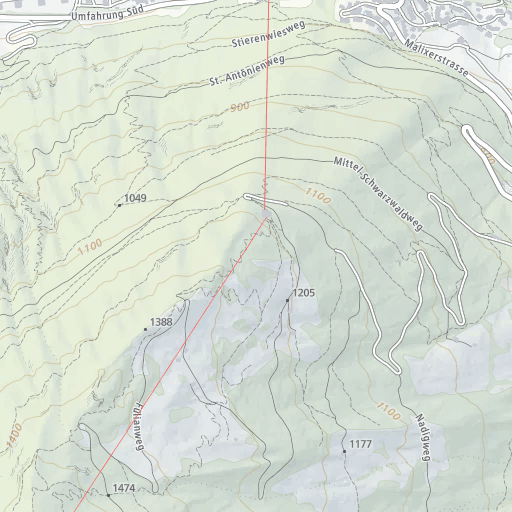 Umfahrung Süd
Stierenwiesweg
Malixerstrasse
St. Antönienweg
900
Mittel-Schwarzwaldweg
1100
1049
1100
1205
1388
Julianweg
1100
Nadigweg
1400
1177
1474